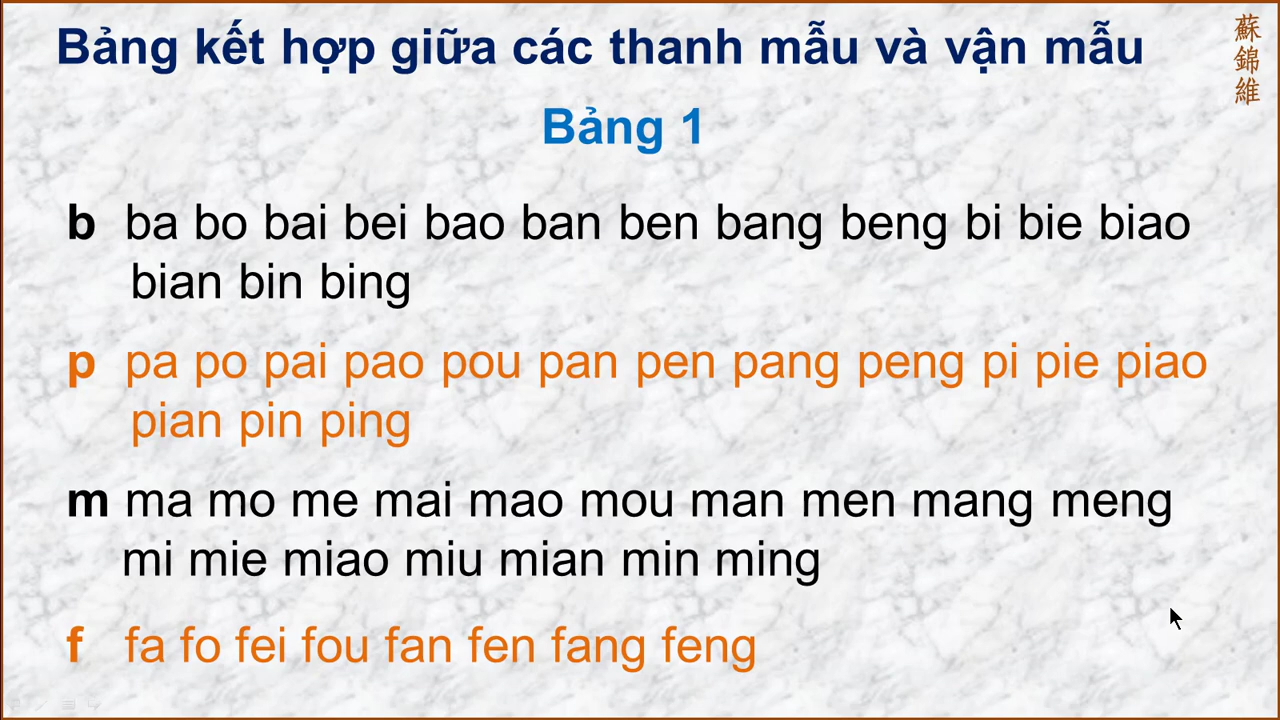 Bảng kết hợp giữa các thanh mẫu và vận mẫu
蘇錦維
Bảng 1
b ba bo bai bei bao ban ben bang beng bi bie biao
bian bin bing
p pa po pai pao pou pan pen pang peng pi pie piao
pian pin ping
m ma mo me mai mao mou man men mang meng
mi mie miao miu mian min ming
f fa fo fei fou fan fen fang feng